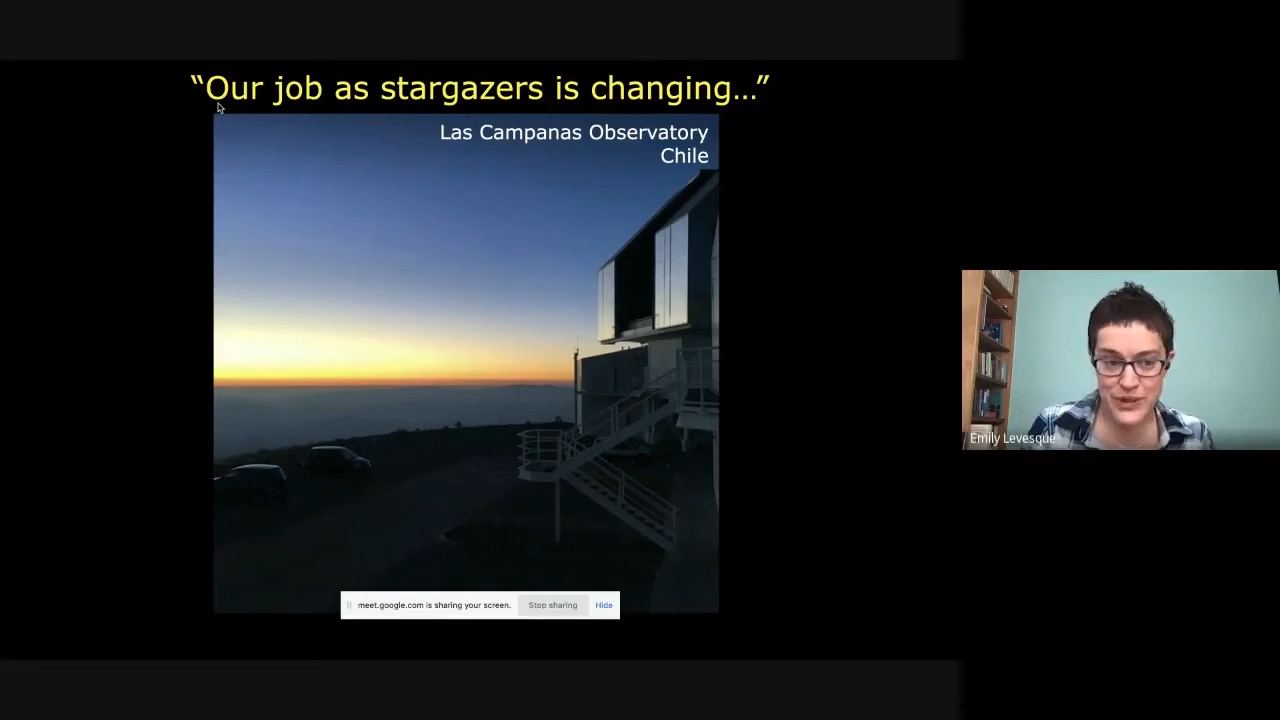 “Our job as stargazers is changing…”
Las Campanas Observatory
Chile
Emily Levesque
meet.google.com is sharing your screen. Stop sharing Hide